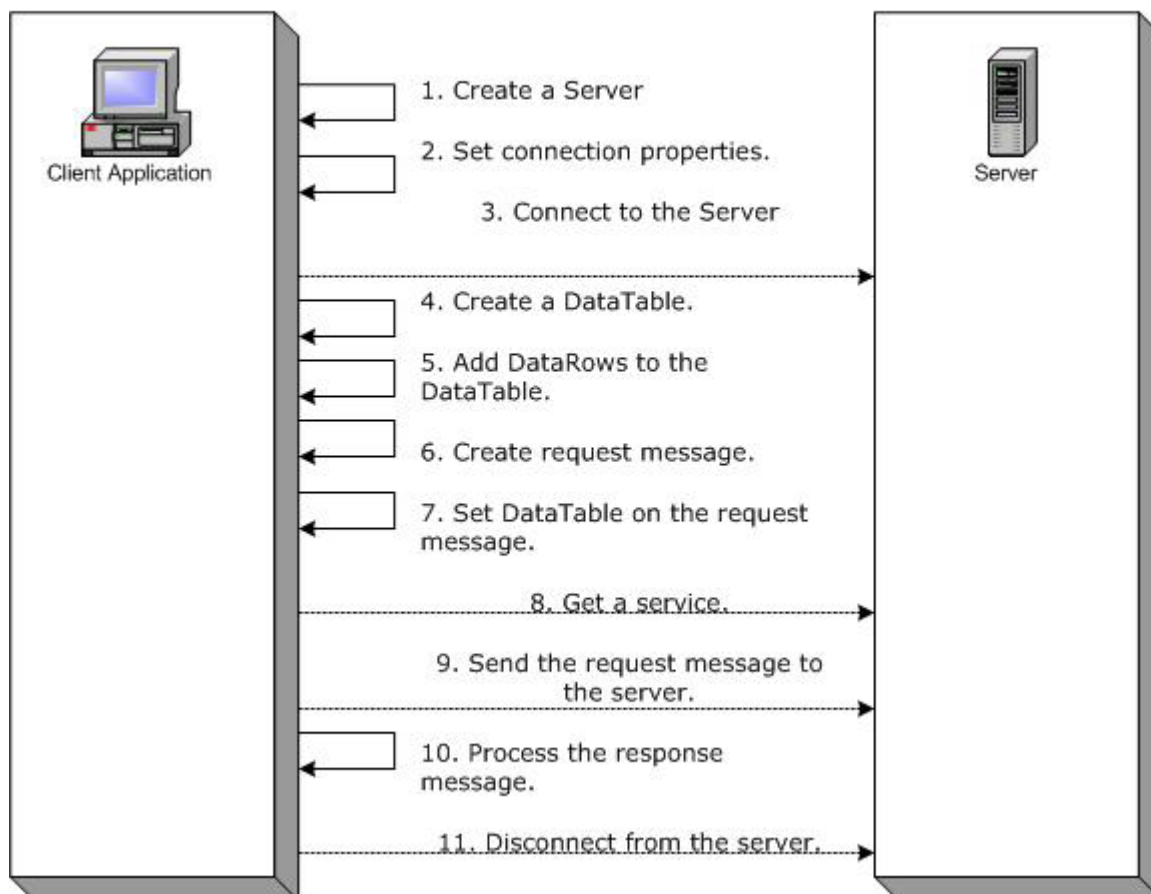 1. Create a Server
2. Set connection properties.
Client Application
Server
3. Connect to the Server
4. Create a DataTable.
5. Add DataRows to the
DataTable.
6. Create request message.
7. Set DataTable on the request
message.
8. Get a service.
9. Send the request message to
the server.
10. Process the response
message.
11. Disconnect from the server.